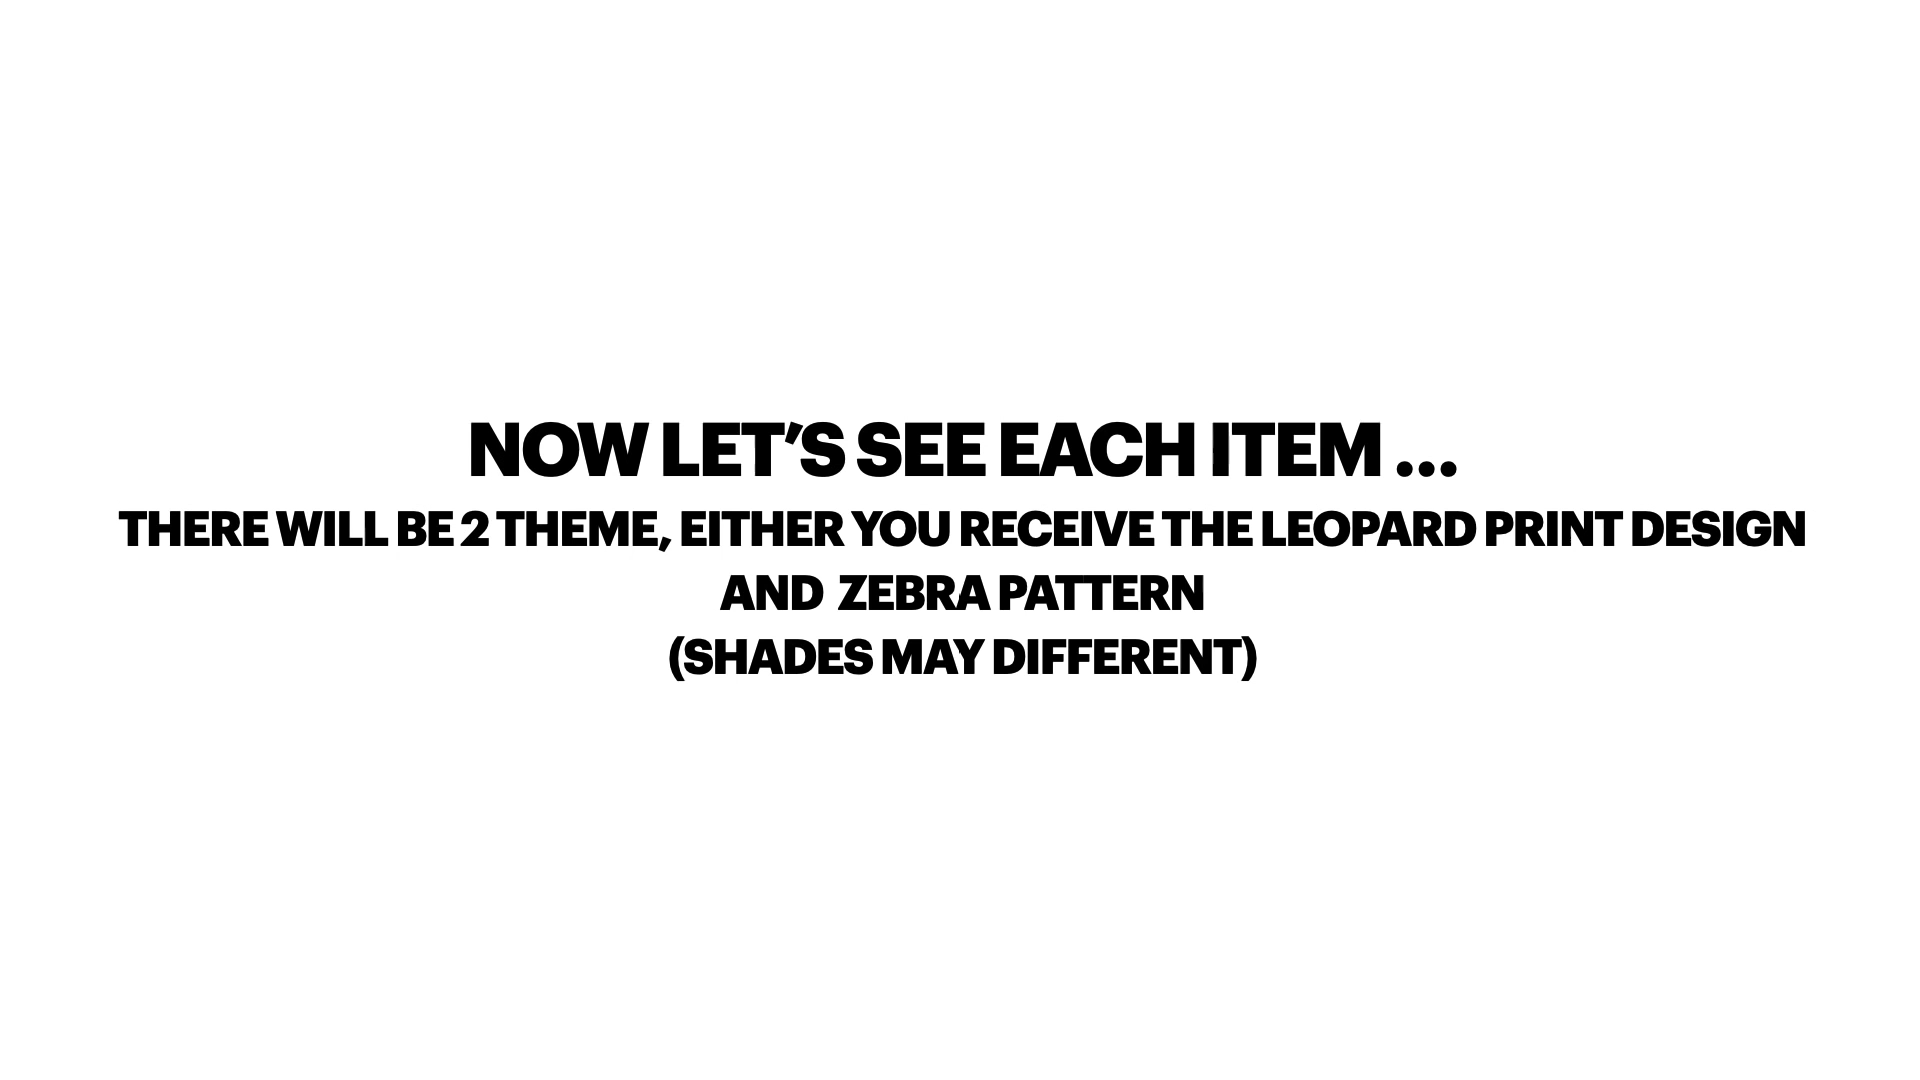 NOW LET’S SEE EACH ITEM ...
THERE WILL BE 2 THEME, EITHER YOU RECEIVE THE LEOPARD PRINT DESIGN
AND ZEBRA PATTERN
(SHADES MAY DIFFERENT)